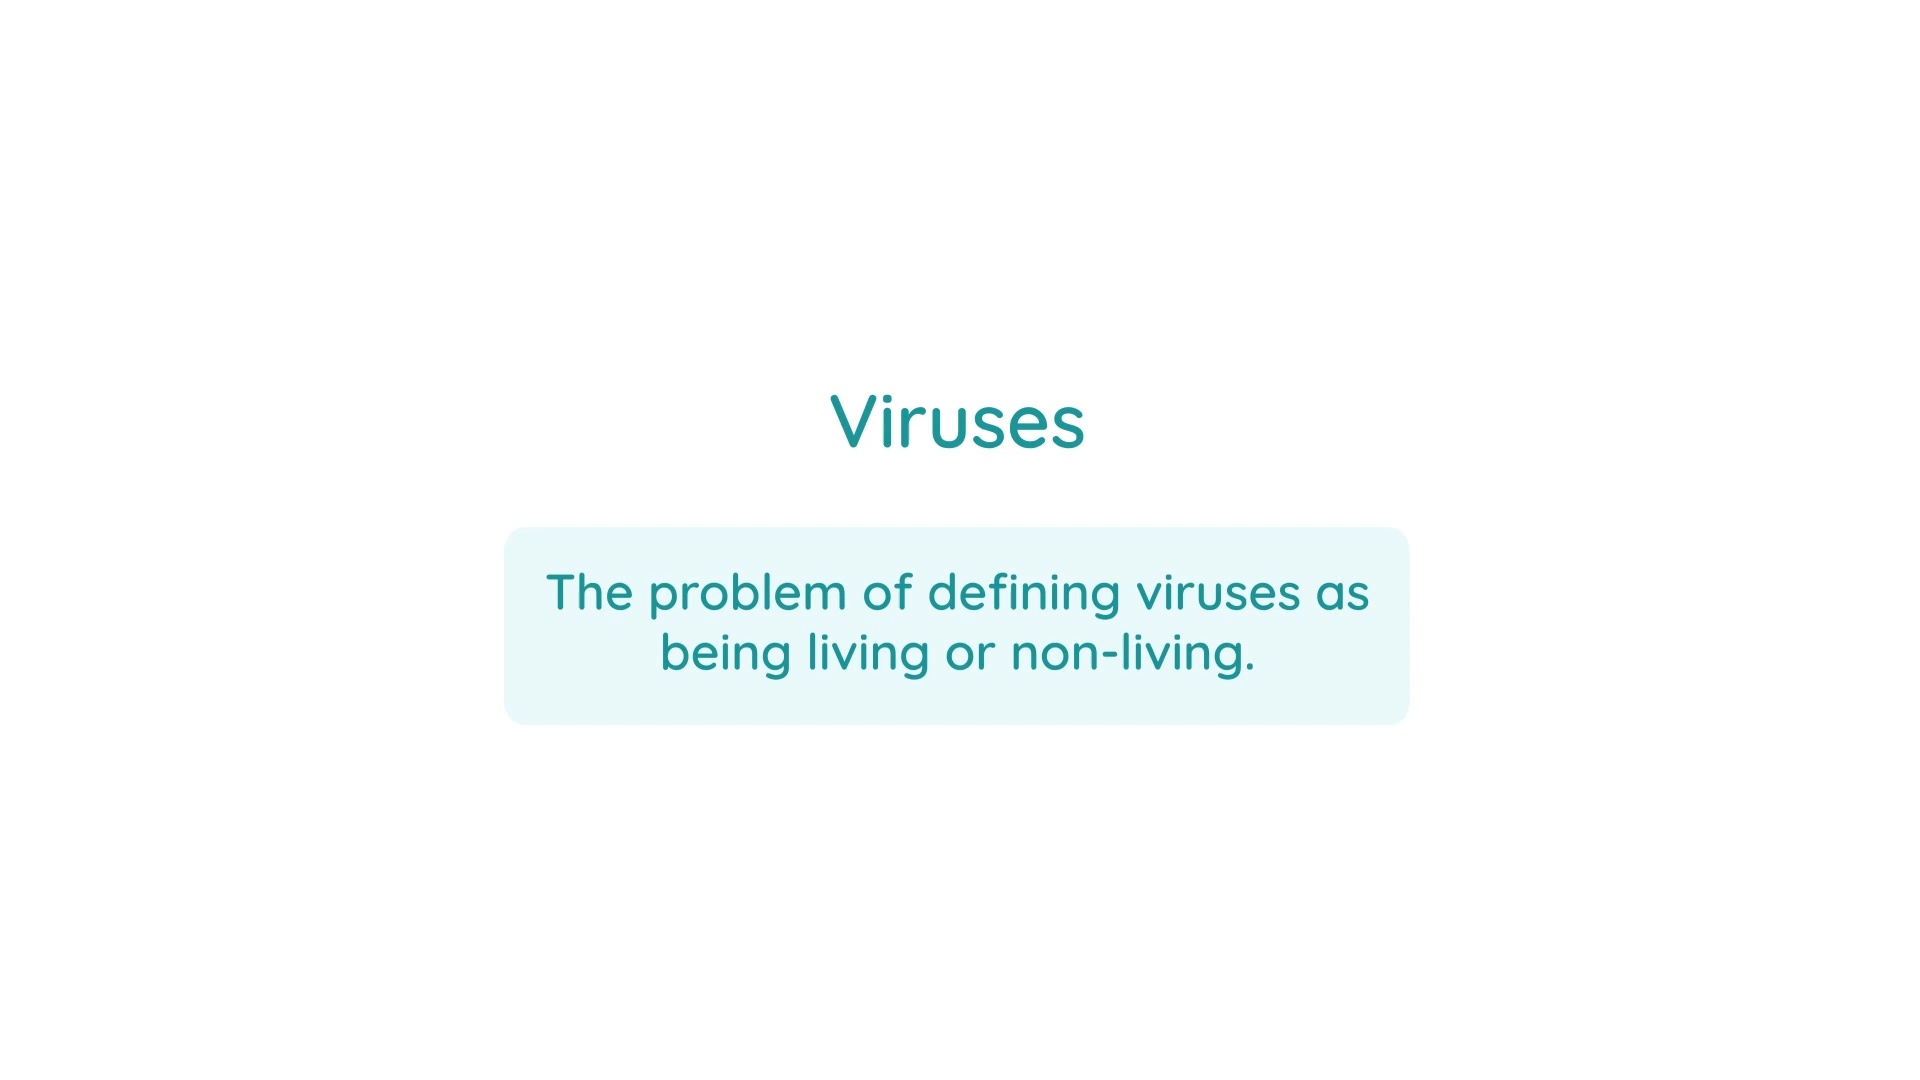 Viruses
The problem of defining viruses as
being living or non-living.